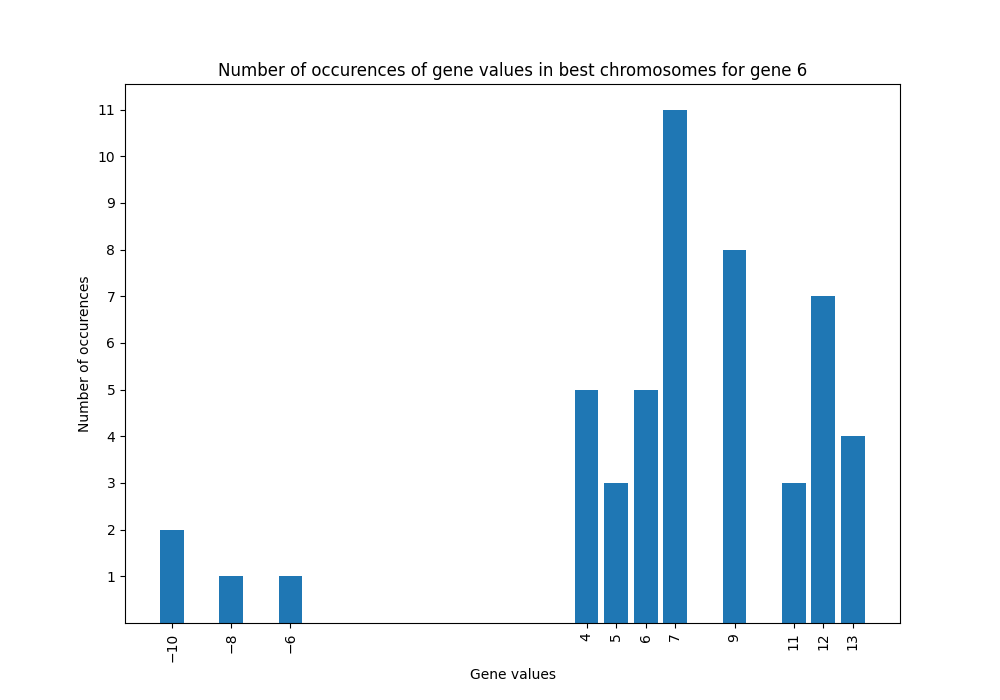 Number of occurences of gene values in best chromosomes for gene 6
11
10
9
8
7
6
5
4
3
2
1
Number of occurences
−10 −8 −6 4 5 6 7 9 11 12 13
Gene values